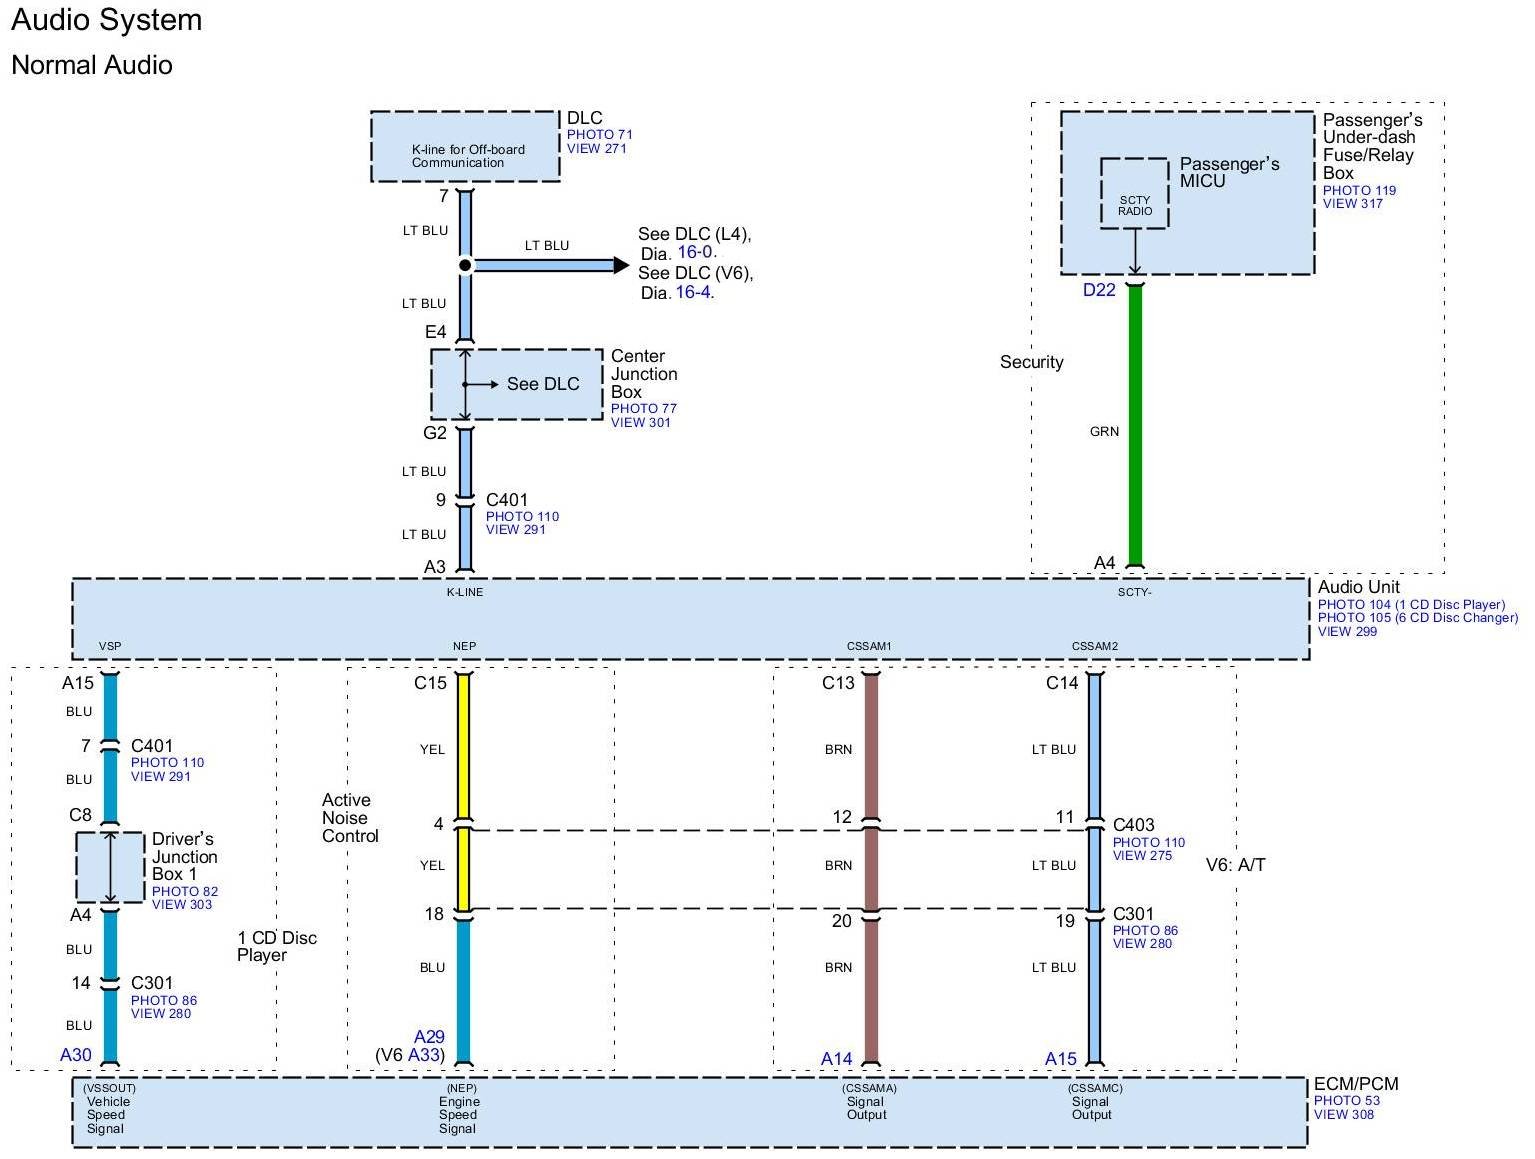 Audio System
Normal Audio
DLC
PHOTO 71
VIEW 271
K-line for Off-board
Communication
7
LT BLU
LT BLU
See DLC (L4),
Dia. 16-0.
See DLC (V6),
Dia. 16-4.
LT BLU
E4
See DLC
Center
Junction
Box
PHOTO 77
VIEW 301
G2
LT BLU
9
C401
PHOTO 110
VIEW 291
LT BLU
A3
Passenger's
Under-dash
Fuse/Relay
Box
PHOTO 119
VIEW 317
Passenger's
MICU
SCTY
RADIO
D22
Security
GRN
A4
K-LINE
SCTY-
VSP
NEP
CSSAM1
CSSAM2
Audio Unit
PHOTO 104 (1 CD Disc Player)
PHOTO 105 (6 CD Disc Changer)
VIEW 299
A15
BLU
7
C401
PHOTO 110
VIEW 291
BLU
C8
Driver's
Junction
Box 1
PHOTO 82
VIEW 303
A4
BLU
1 CD Disc
Player
14
C301
PHOTO 86
VIEW 280
BLU
A30
C15
YEL
Active
Noise
Control
4
YEL
18
BLU
A29
(V6 A33)
C13
BRN
12
BRN
20
BRN
A14
C14
LT BLU
11
C403
PHOTO 110
VIEW 275
LT BLU
V6: A/T
19
C301
PHOTO 86
VIEW 280
LT BLU
A15
(VSSOUT)
Vehicle
Speed
Signal
(NEP)
Engine
Speed
Signal
(CSSAMA)
Signal
Output
(CSSAMC)
Signal
Output
ECM/PCM
PHOTO 53
VIEW 308